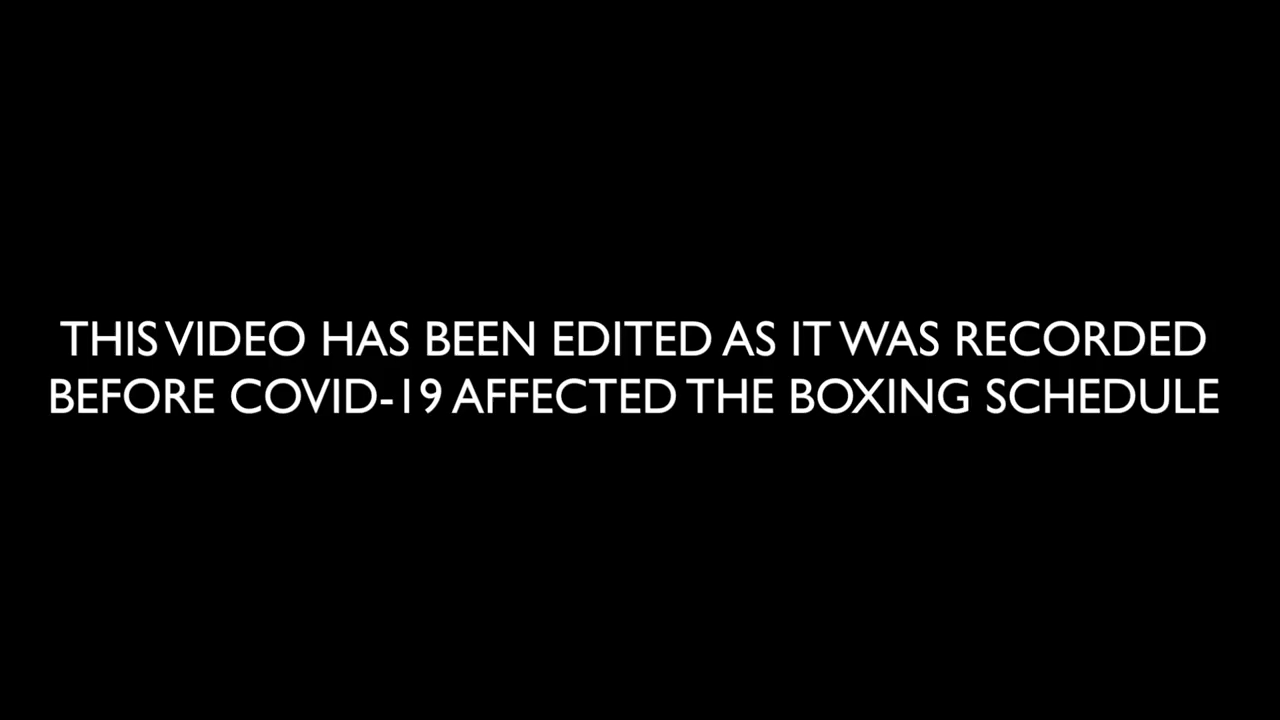 THIS VIDEO HAS BEEN EDITED AS IT WAS RECORDED
BEFORE COVID-19 AFFECTED THE BOXING SCHEDULE